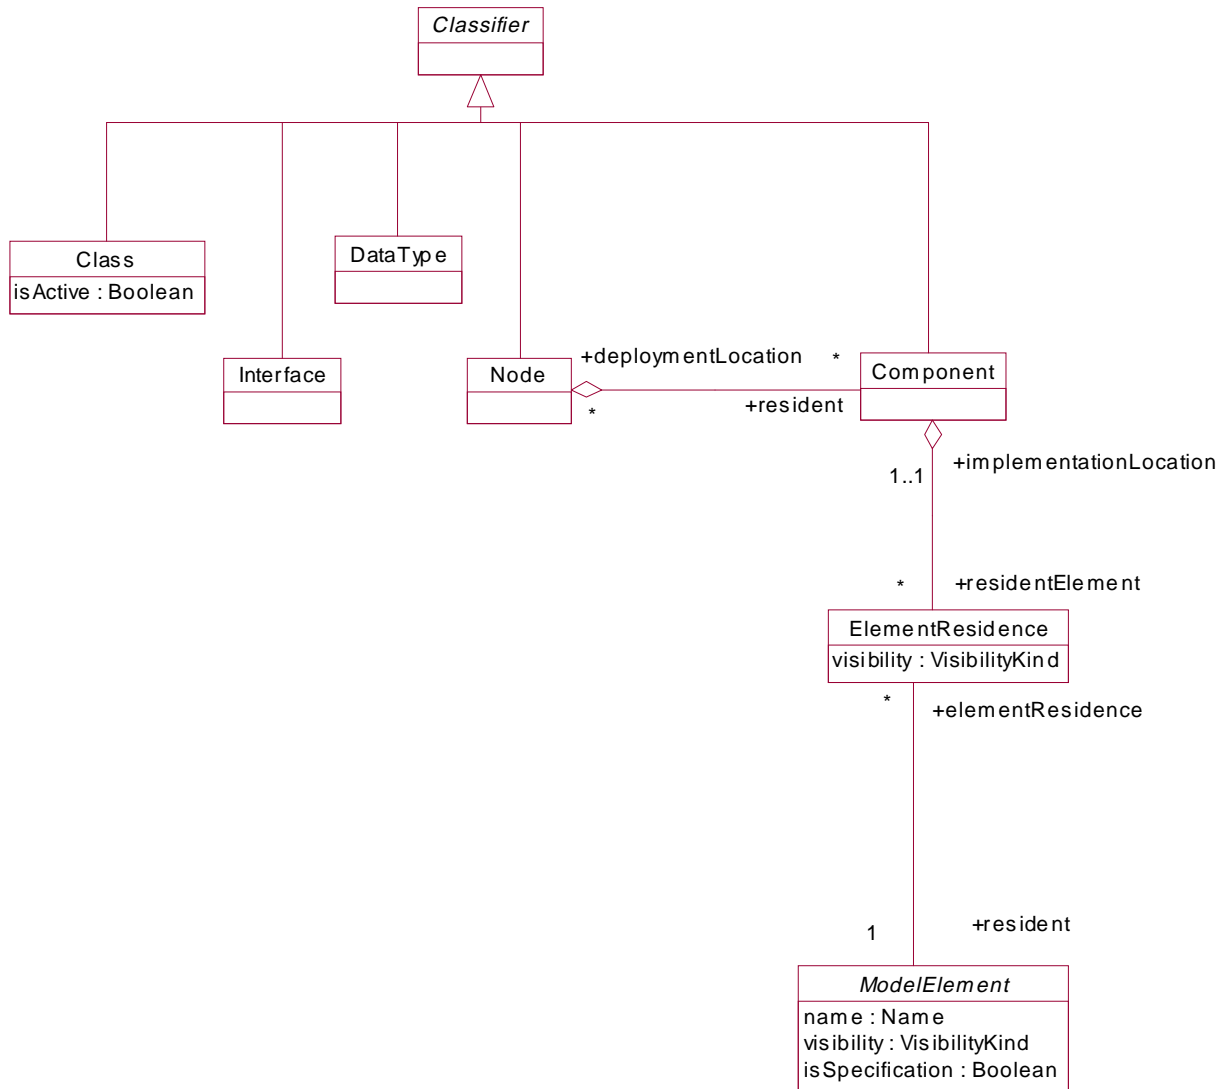 Classifier
Class
isActive : Boolean
DataType
Interface
Node
+deploymentLocation
*
*
+resident
Component
+implementationLocation
1..1
*
+residentElement
ElementResidence
visibility : VisibilityKind
*
+elementResidence
1
+resident
ModelElement
name : Name
visibility : VisibilityKind
isSpecification : Boolean